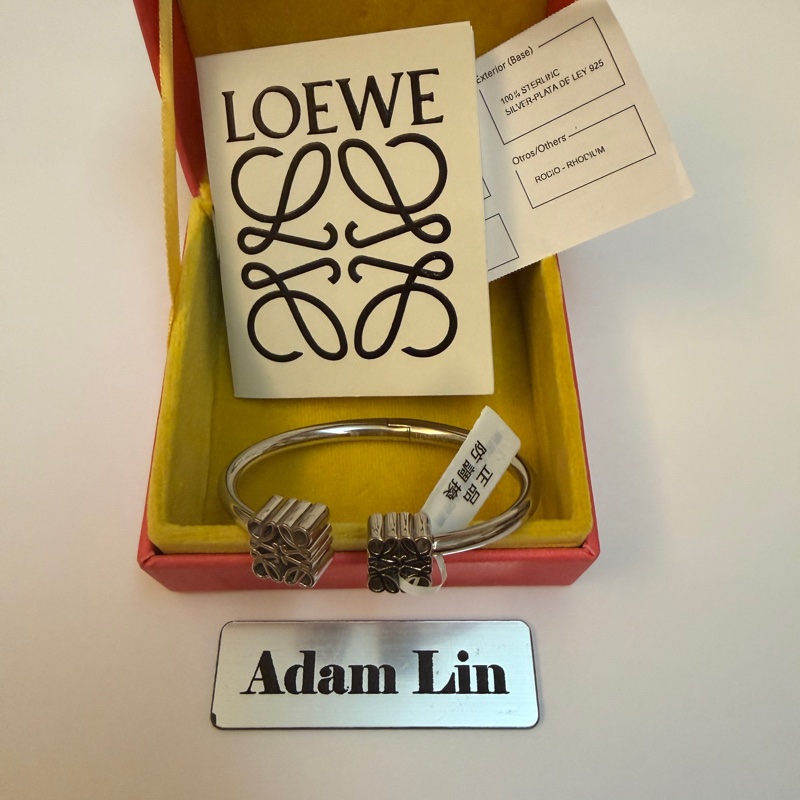 LOEWE
Exterior (Base)
100% STERLING
SILVER-PLATA DE LEY 925
Otros/Others
RODIO - RHODIUM
正品
防調換
Adam Lin